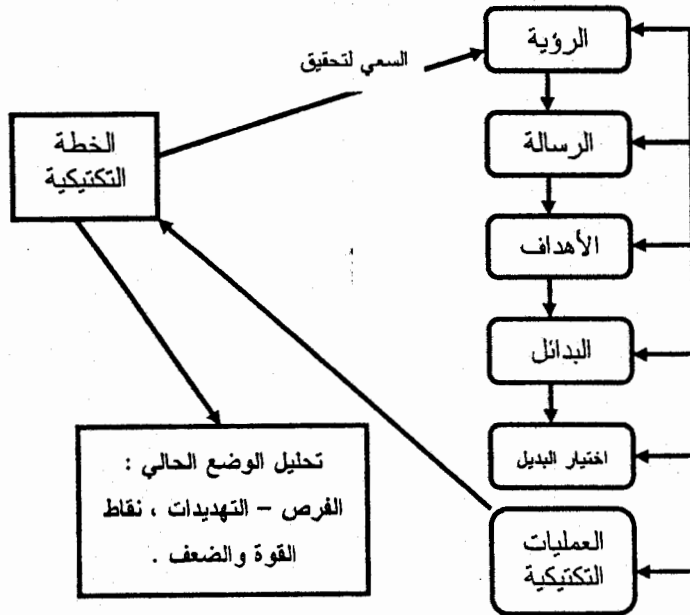 الرؤية
السعي لتحقيق
الرسالة
الخطة
التكتيكية
الأهداف
البدائل
اختيار البديل
تحليل الوضع الحالي :
الفرص – التهديدات ، نقاط
القوة والضعف .
العمليات
التكتيكية